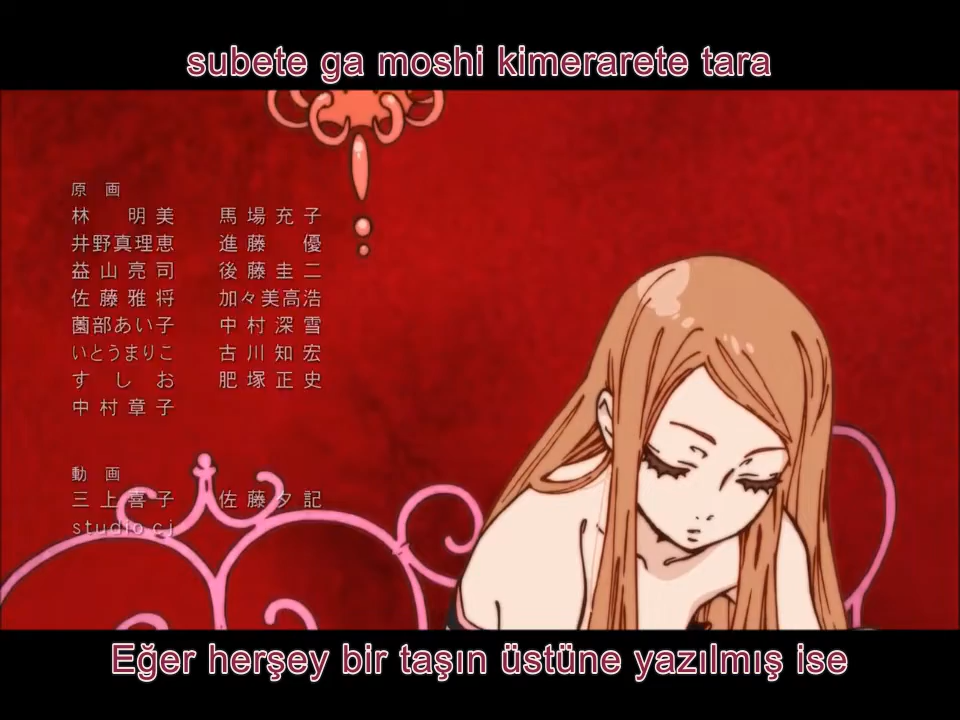 subete ga moshi kimerarete tara
原 画
林 明 美 馬 場 充 子
井野真理恵 進 藤 優
益 山 亮 司 後 藤 圭 二
佐 藤 雅 将 加々美高浩
薗部あい子 中 村 深 雪
いとうまりこ 古 川 知 宏
す し お 肥 塚 正 史
中 村 章 子
動 画
三 上 喜 子 佐 藤 夕 記
studio cj
Eğer herşey bir taşın üstüne yazılmış ise